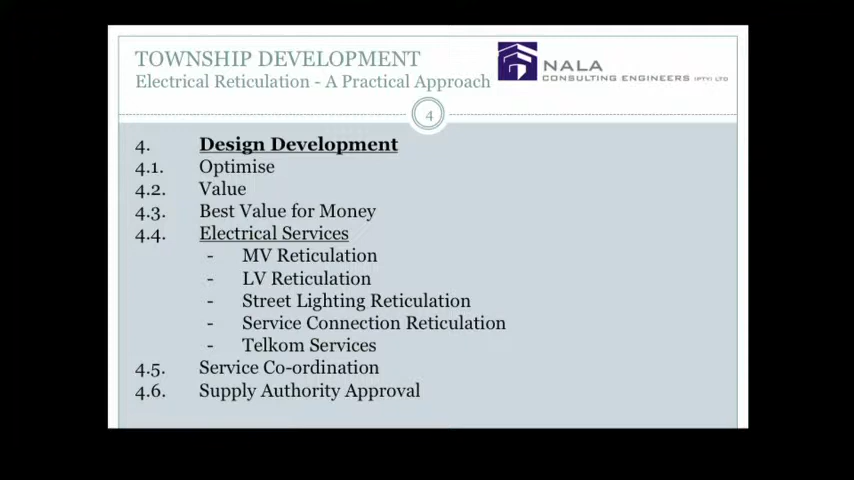 TOWNSHIP DEVELOPMENT
Electrical Reticulation - A Practical Approach
NALA
CONSULTING ENGINEERS (PTY) LTD
4
4. Design Development
4.1. Optimise
4.2. Value
4.3. Best Value for Money
4.4. Electrical Services
- MV Reticulation
- LV Reticulation
- Street Lighting Reticulation
- Service Connection Reticulation
- Telkom Services
4.5. Service Co-ordination
4.6. Supply Authority Approval